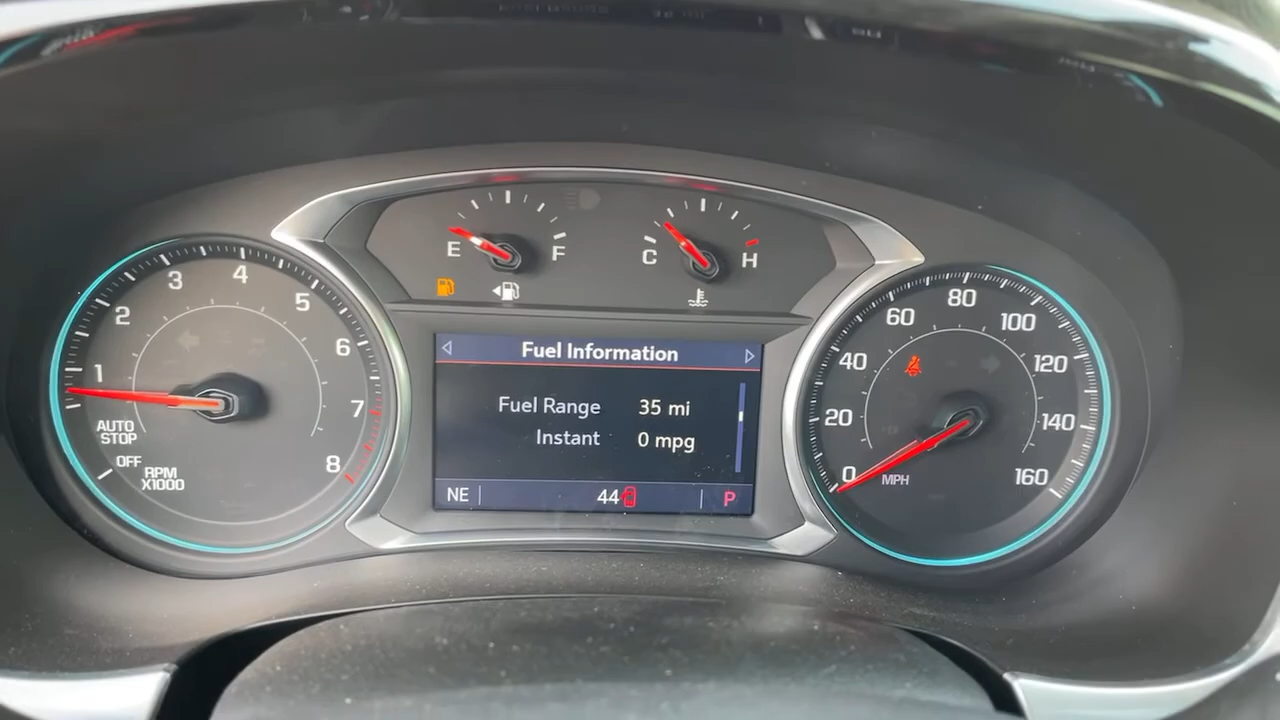 1
2
3
4
5
6
7
8
AUTO
STOP
OFF
RPM
X1000
E
F
C
H
Fuel Information
Fuel Range 35 mi
Instant 0 mpg
NE 44 P
0
20
40
60
80
100
120
140
160
MPH